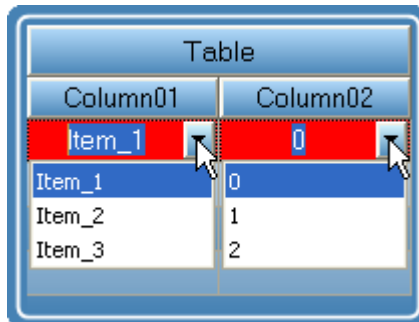 Table
Column01 Column02
Item_1 0
Item_1 0
Item_2 1
Item_3 2